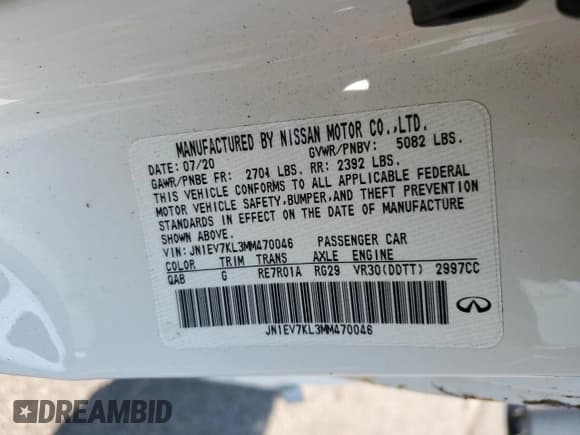 MANUFACTURED BY NISSAN MOTOR CO.,LTD.
DATE: 07/20 GVWR/PNBV: 5082 LBS.
GAWR/PNBE FR: 2704 LBS. RR: 2392 LBS.
THIS VEHICLE CONFORMS TO ALL APPLICABLE FEDERAL
MOTOR VEHICLE SAFETY,BUMPER,AND THEFT PREVENTION
STANDARDS IN EFFECT ON THE DATE OF MANUFACTURE
SHOWN ABOVE.
VIN: JN1EV7KL3MM470046 PASSENGER CAR
COLOR TRIM TRANS AXLE ENGINE
QAB G RE7R01A RG29 VR30(DDTT) 2997CC
JN1EV7KL3MM470046
DREAMBID